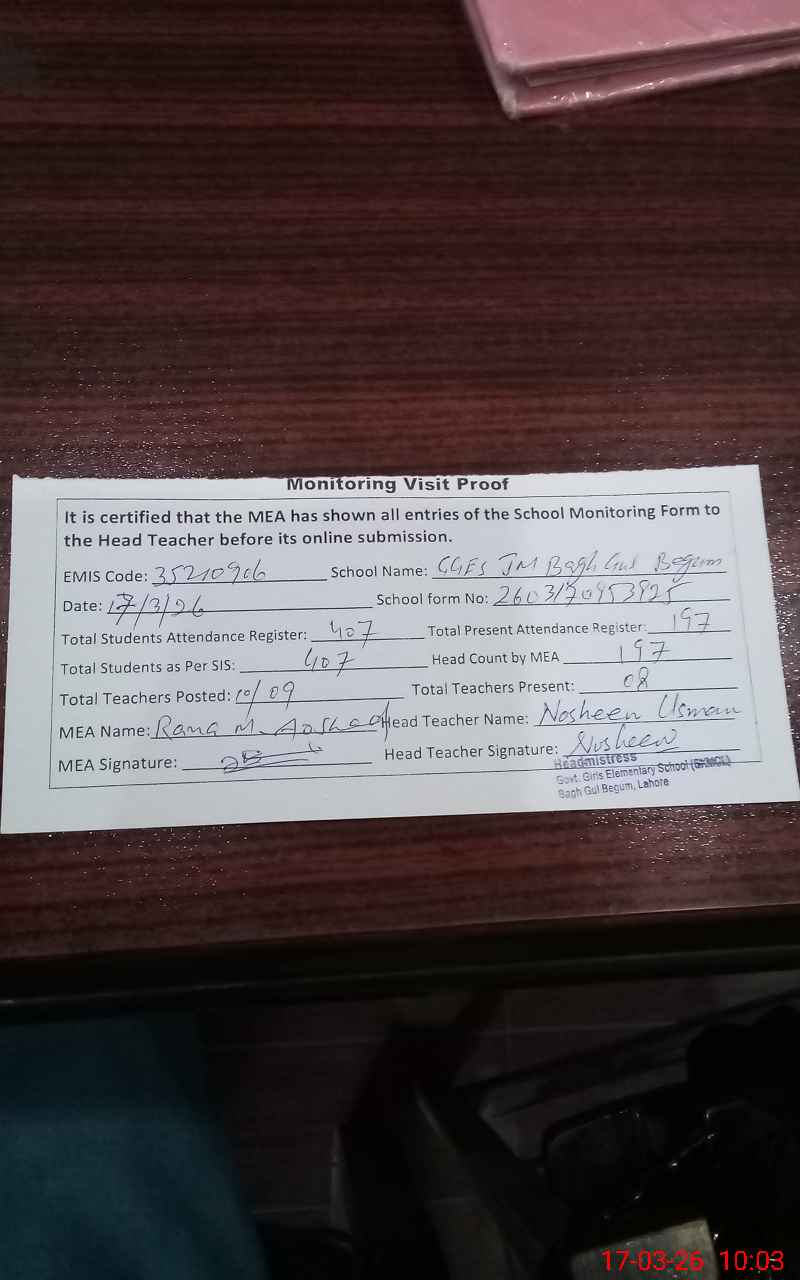 Monitoring Visit Proof
It is certified that the MEA has shown all entries of the School Monitoring Form to
the Head Teacher before its online submission.
EMIS Code: 35210906 School Name: GGES JM Bagh Gul Begum
Date: 17/3/26 School form No: 2603170953925
Total Students Attendance Register: 407 Total Present Attendance Register: 197
Total Students as Per SIS: 407 Head Count by MEA 197
Total Teachers Posted: 10/09 Total Teachers Present: 08
MEA Name: Rana M. Arshad Head Teacher Name: Nosheen Usman
MEA Signature: Head Teacher Signature: Nosheen
Headmistress
Govt. Girls Elementary School
Bagh Gul Begum, Lahore
17-03-26 10:03